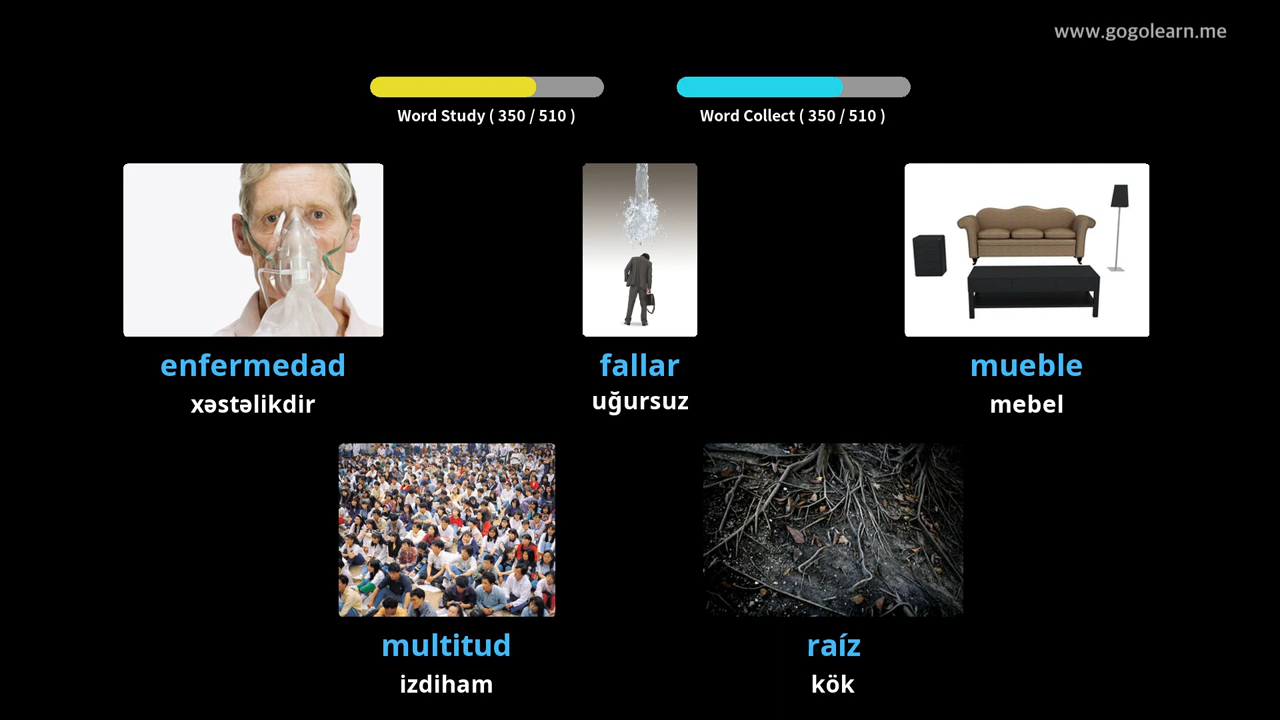 www.gogolearn.me
Word Study ( 350 / 510 )
Word Collect ( 350 / 510 )
enfermedad
xəstəlikdir
fallar
uğursuz
mueble
mebel
multitud
izdiham
raíz
kök